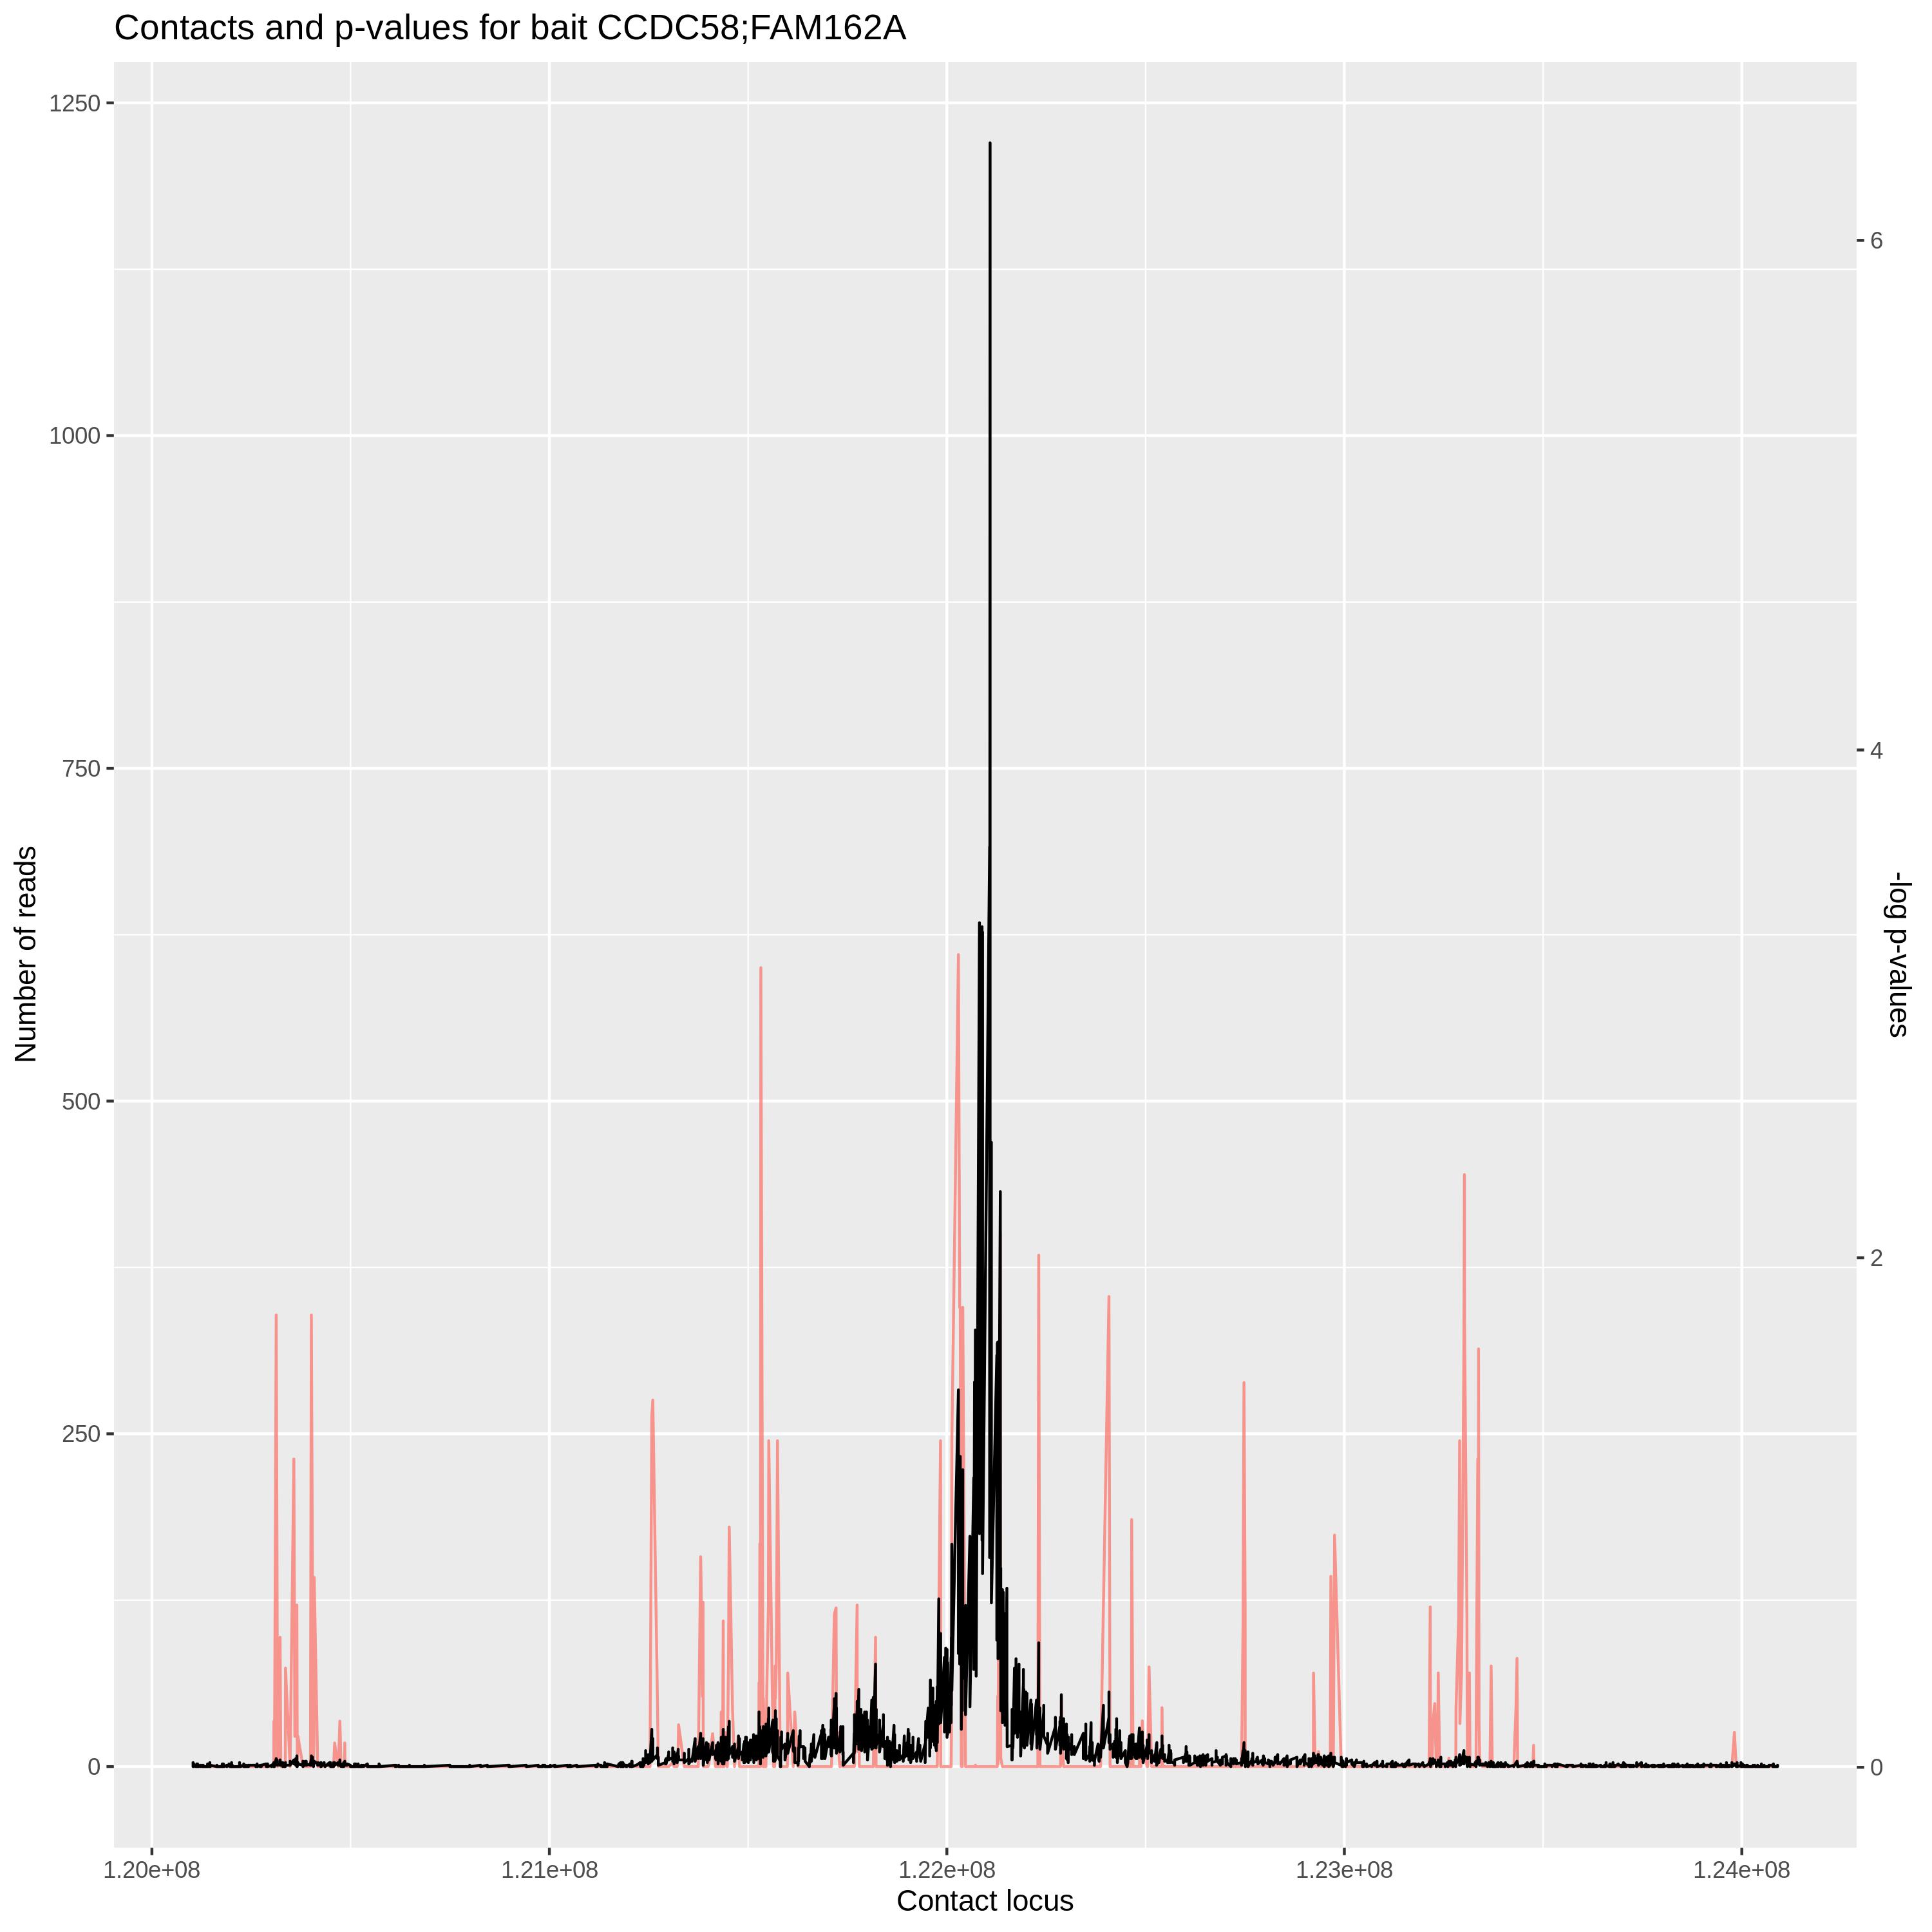 Contacts and p-values for bait CCDC58;FAM162A
1250
1000
750
500
250
0
Number of reads
6
4
2
0
-log p-values
1.20e+08
1.21e+08
1.22e+08
1.23e+08
1.24e+08
Contact locus